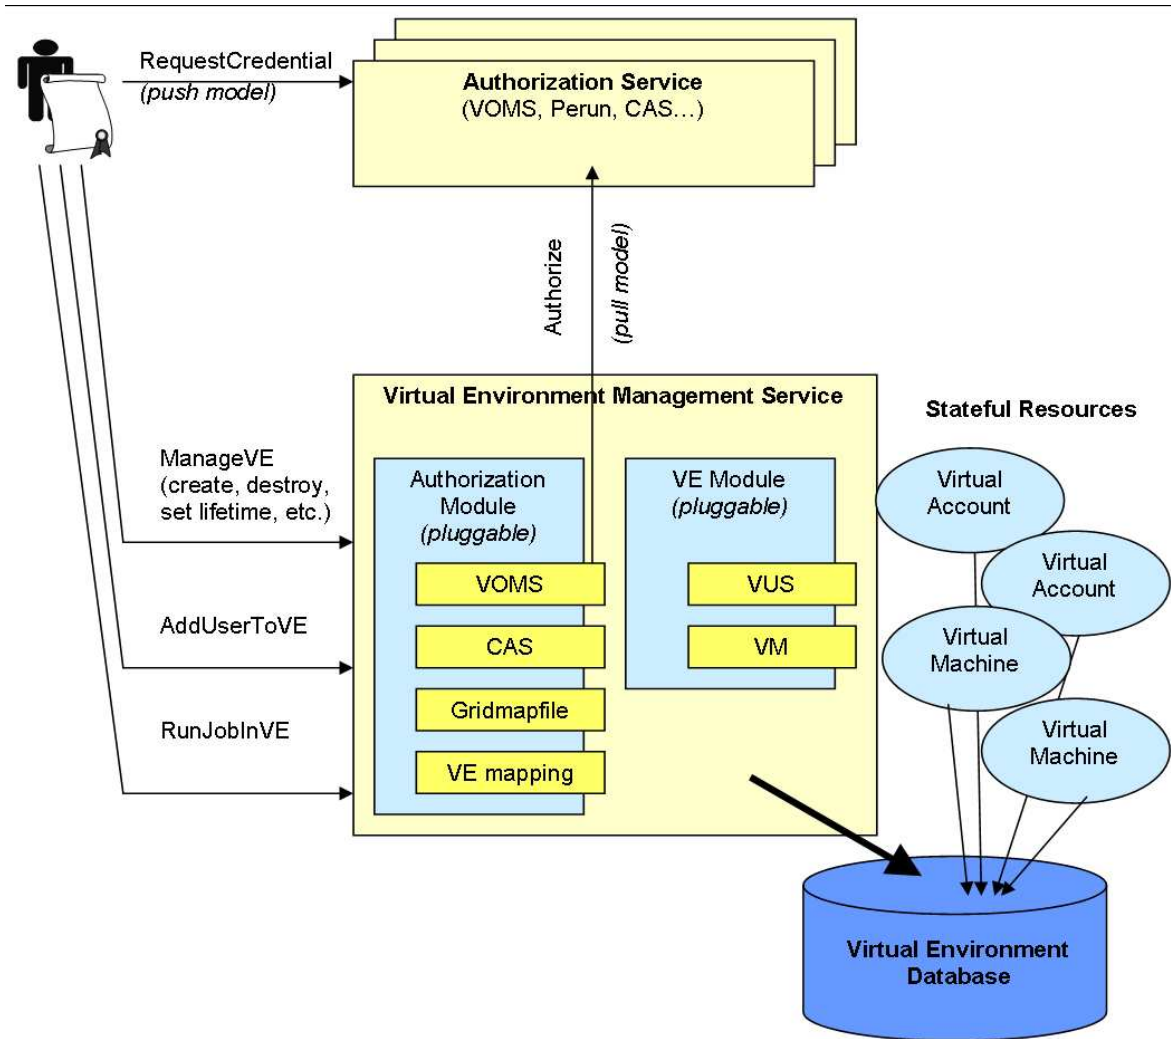 RequestCredential
(push model)
Authorization Service
(VOMS, Perun, CAS…)
Authorize
(pull model)
Virtual Environment Management Service
ManageVE
(create, destroy,
set lifetime, etc.)
AddUserToVE
RunJobInVE
Authorization
Module
(pluggable)
VOMS
CAS
Gridmapfile
VE mapping
VE Module
(pluggable)
VUS
VM
Stateful Resources
Virtual
Account
Virtual
Account
Virtual
Machine
Virtual
Machine
Virtual Environment
Database